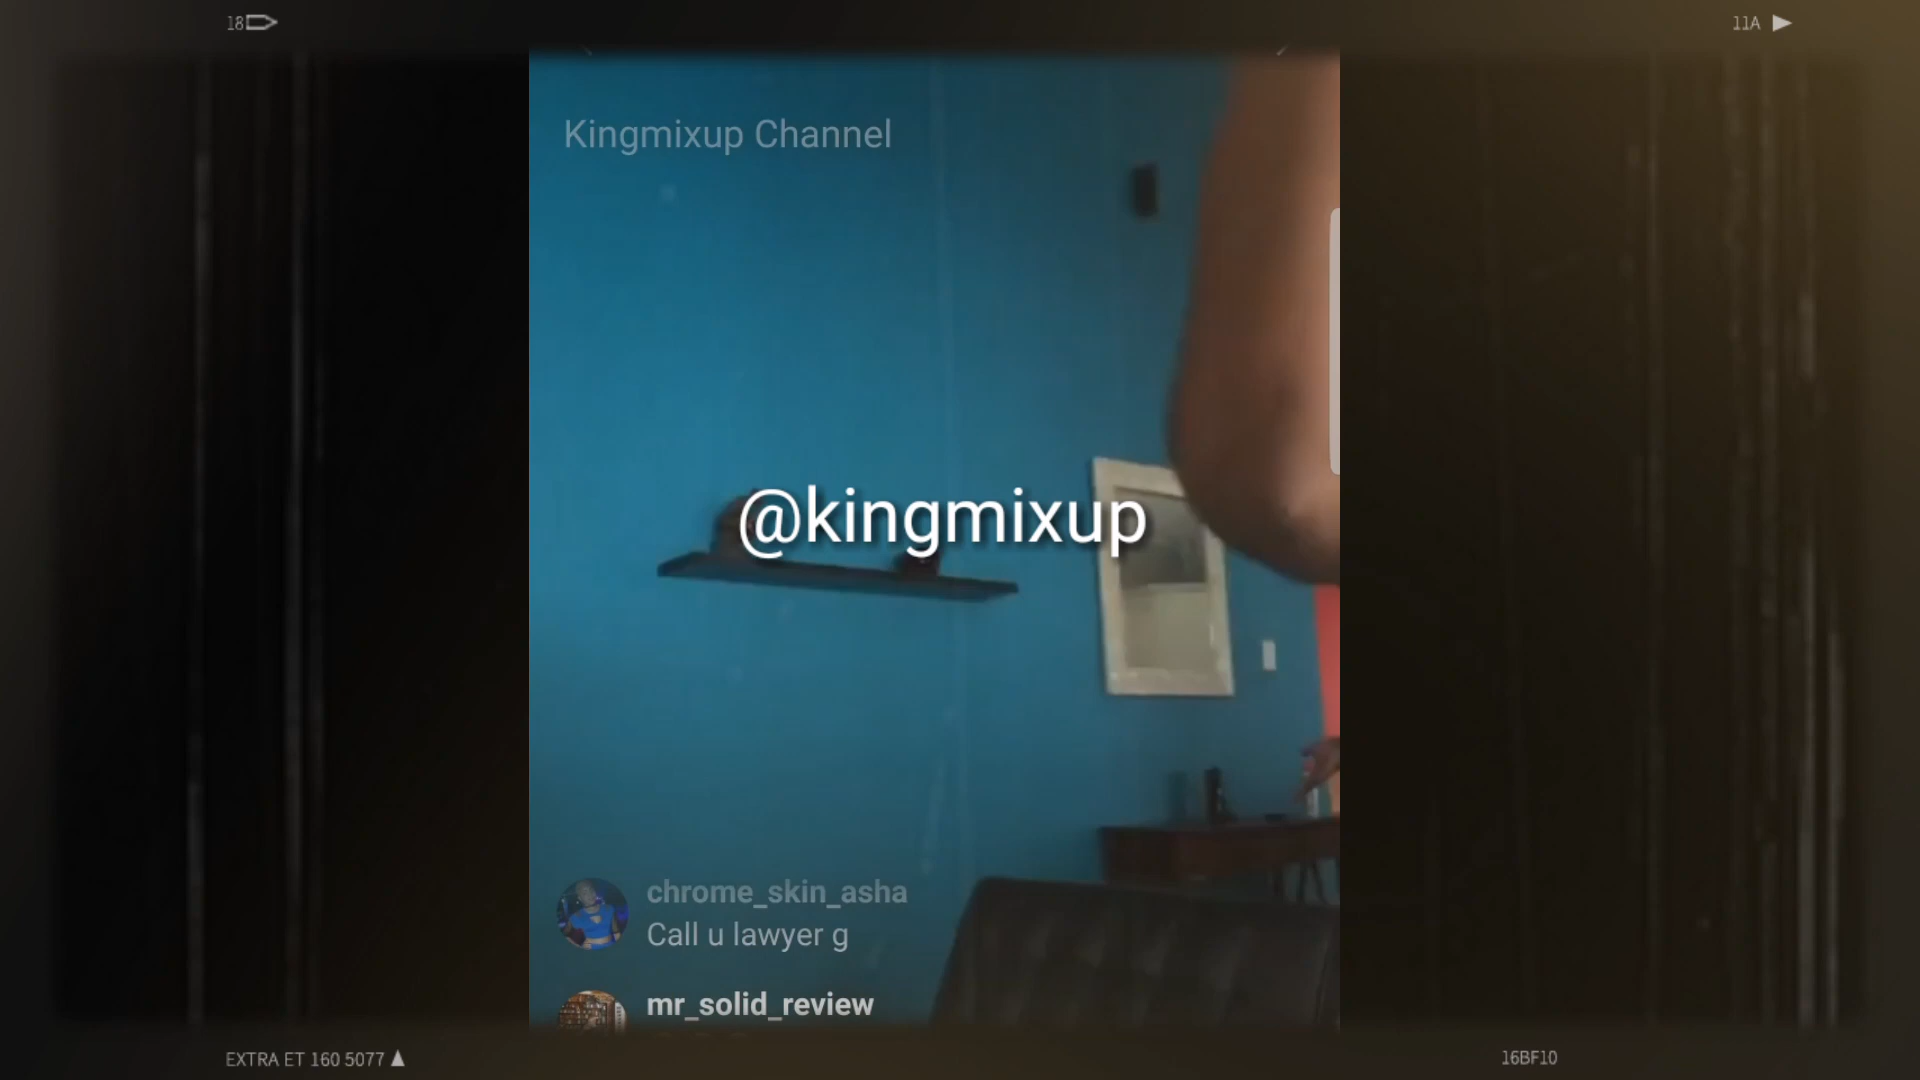 18
11A
Kingmixup Channel
@kingmixup
chrome_skin_asha
Call u lawyer g
mr_solid_review
EXTRA ET 160 5077
16BF10